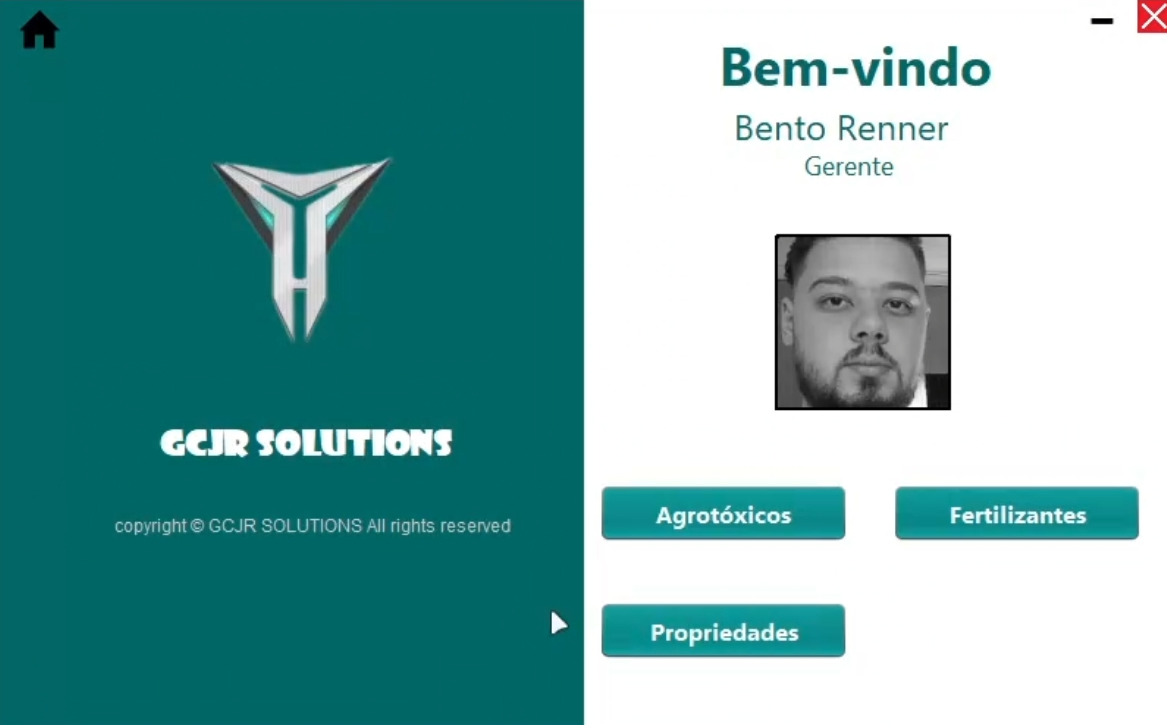 GCJR SOLUTIONS
copyright © GCJR SOLUTIONS All rights reserved
Bem-vindo
Bento Renner
Gerente
Agrotóxicos
Fertilizantes
Propriedades